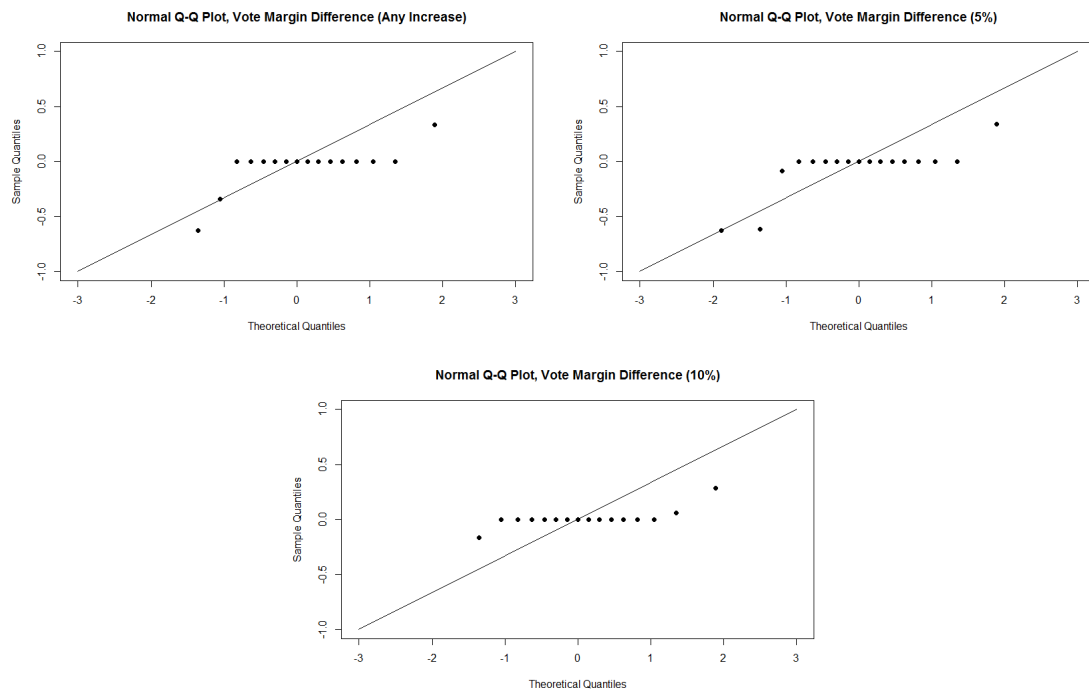 Normal Q-Q Plot, Vote Margin Difference (Any Increase)
1.0
0.5
0.0
-0.5
-1.0
Sample Quantiles
-3 -2 -1 0 1 2 3
Theoretical Quantiles
Normal Q-Q Plot, Vote Margin Difference (5%)
1.0
0.5
0.0
-0.5
-1.0
Sample Quantiles
-3 -2 -1 0 1 2 3
Theoretical Quantiles
Normal Q-Q Plot, Vote Margin Difference (10%)
1.0
0.5
0.0
-0.5
-1.0
Sample Quantiles
-3 -2 -1 0 1 2 3
Theoretical Quantiles